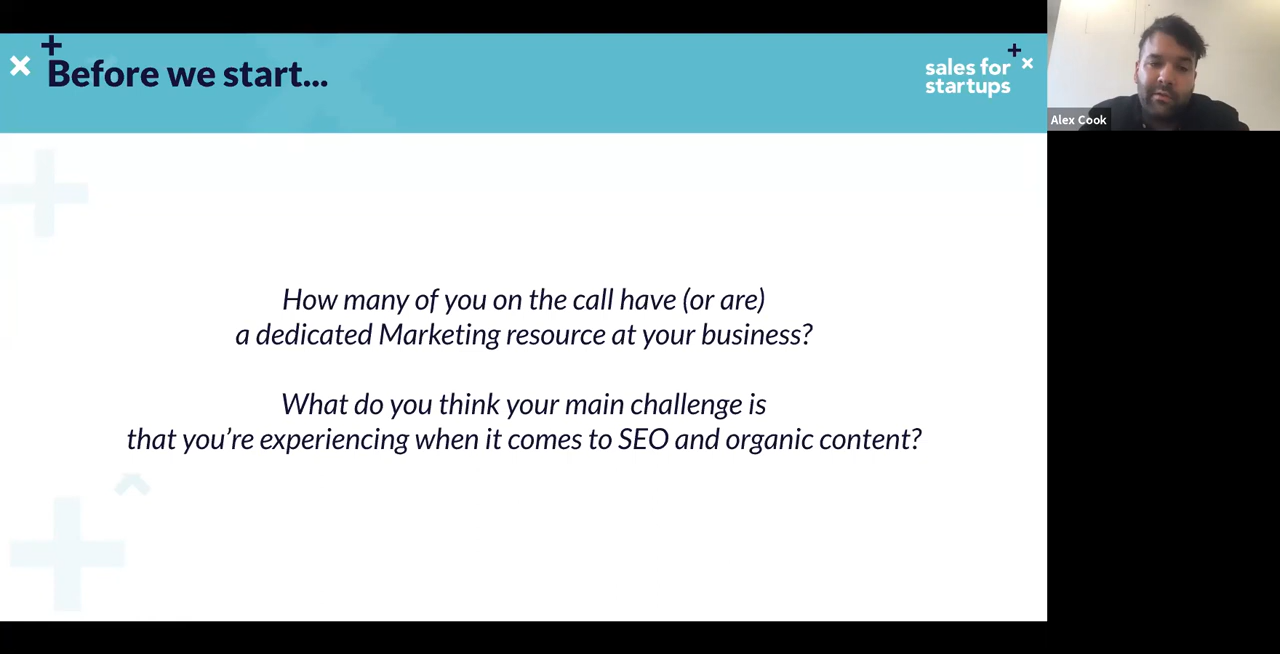 Before we start...
sales for
startups
Alex Cook
How many of you on the call have (or are)
a dedicated Marketing resource at your business?
What do you think your main challenge is
that you’re experiencing when it comes to SEO and organic content?